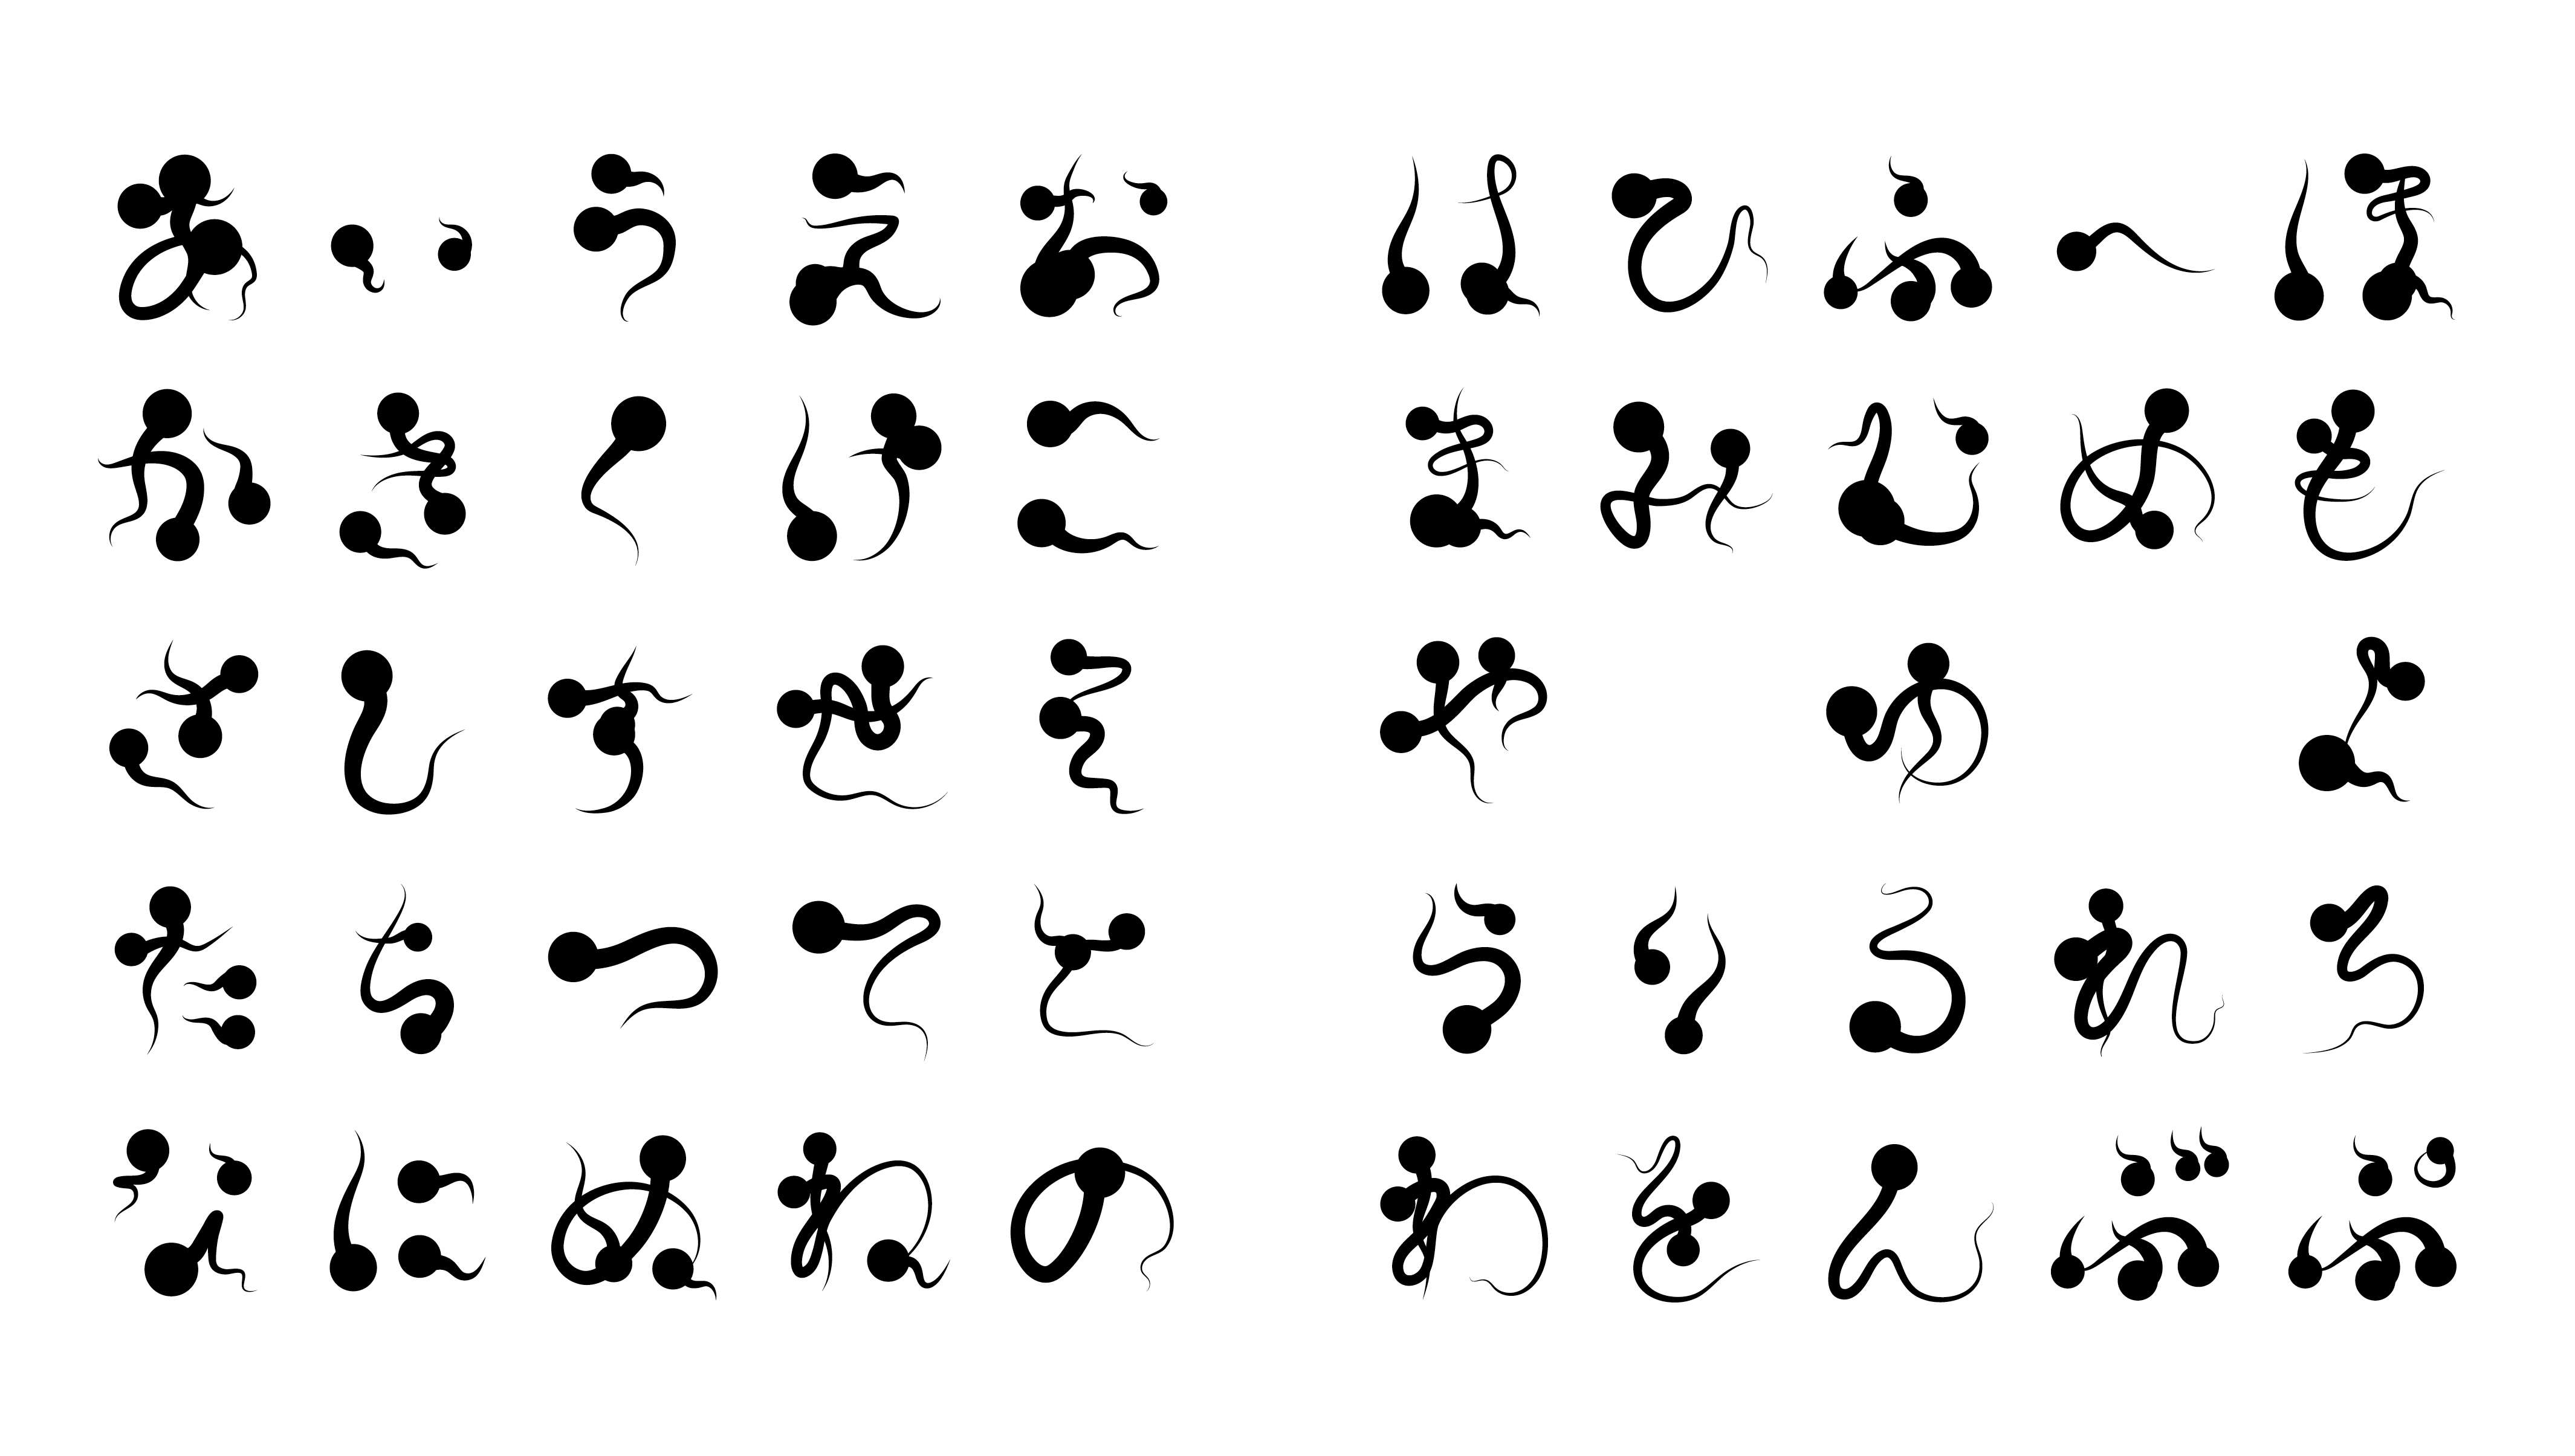 あいうえお はひふへほ
かきくけこ まみむめも
さしすせそ やゆよ
たちつてと らりるれろ
なにぬねの わをんぶぷ